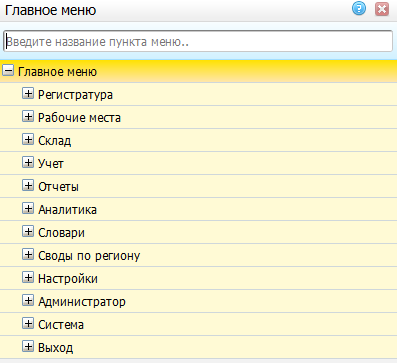 Главное меню
Введите название пункта меню..
Главное меню
Регистратура
Рабочие места
Склад
Учет
Отчеты
Аналитика
Словари
Своды по региону
Настройки
Администратор
Система
Выход